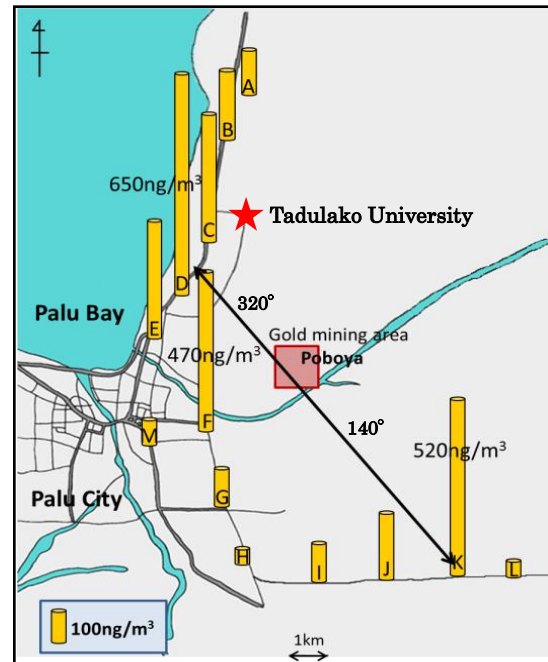 4
A
B
650ng/m³
C
Tadulako University
D
320°
Palu Bay
E
Gold mining area
Poboya
470ng/m³
F
140°
520ng/m³
M
G
Palu City
H
I
J
K
L
100ng/m³
1km